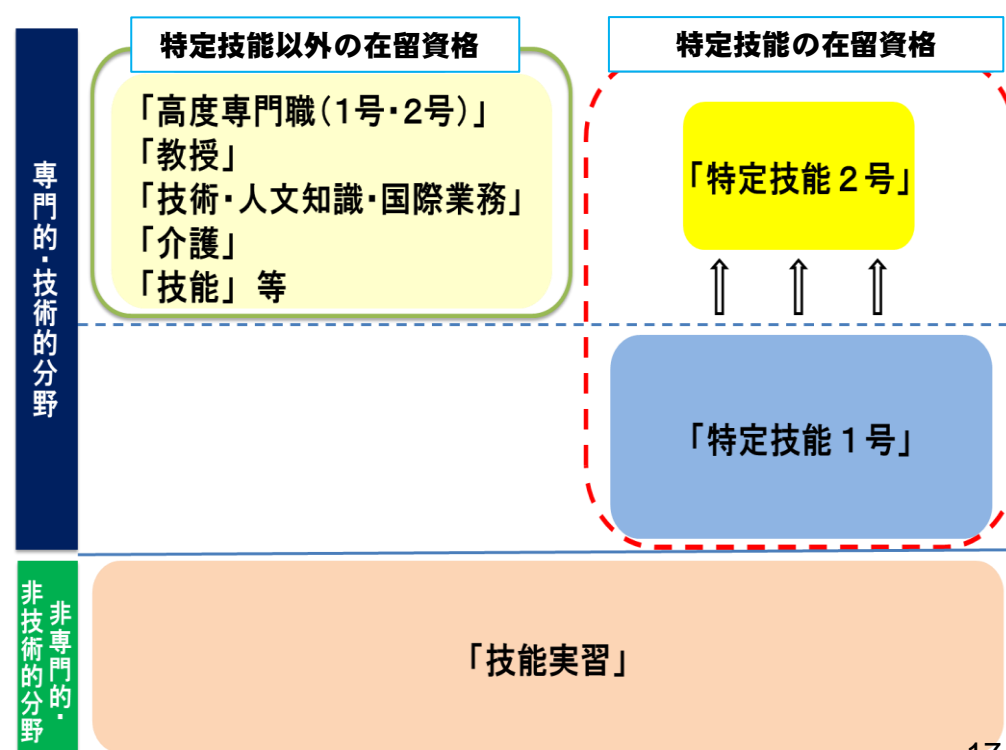 特定技能以外の在留資格
特定技能の在留資格
専門的・技術的分野
「高度専門職(1号・2号)」
「教授」
「技術・人文知識・国際業務」
「介護」
「技能」等
「特定技能2号」
⇧ ⇧ ⇧
「特定技能1号」
非専門的・
非技術的分野
「技能実習」
17